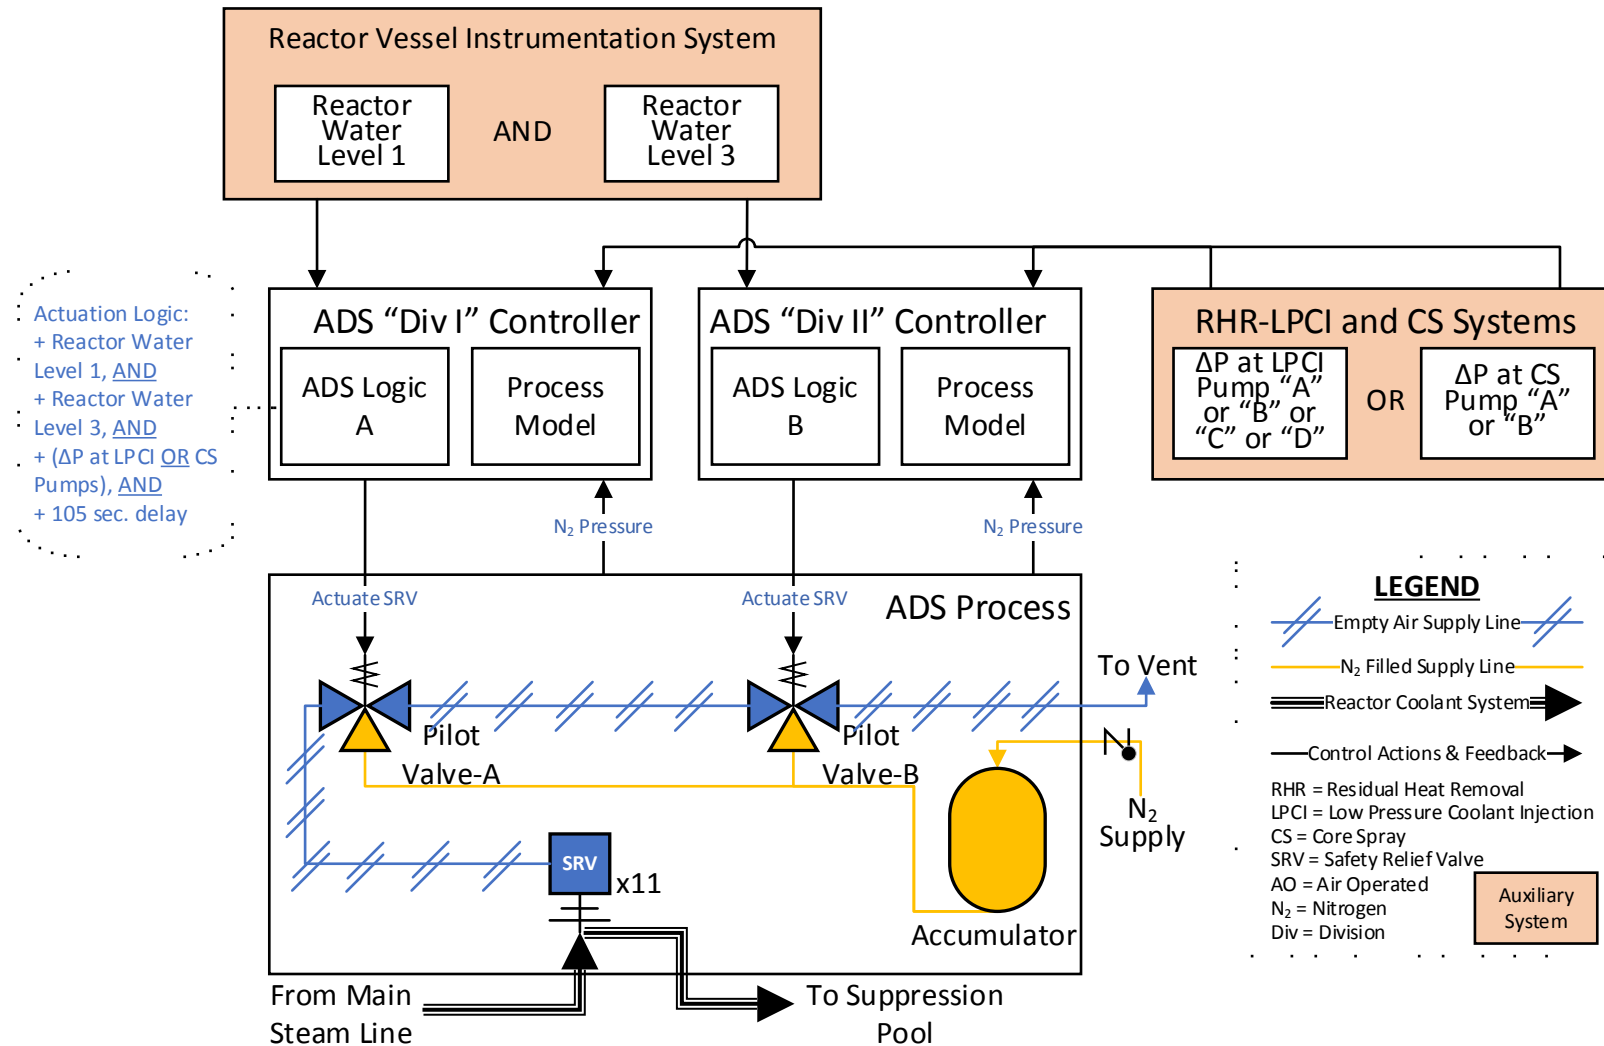 Reactor Vessel Instrumentation System
Reactor
Water
Level 1
AND
Reactor
Water
Level 3
Actuation Logic:
+ Reactor Water
Level 1, AND
+ Reactor Water
Level 3, AND
+ (ΔP at LPCI OR CS
Pumps), AND
+ 105 sec. delay
ADS “Div I” Controller
ADS Logic
A
Process
Model
ADS “Div II” Controller
ADS Logic
B
Process
Model
RHR-LPCI and CS Systems
ΔP at LPCI
Pump “A”
or “B” or
“C” or “D”
OR
ΔP at CS
Pump “A”
or “B”
N₂ Pressure
N₂ Pressure
Actuate SRV
Actuate SRV
ADS Process
To Vent
Pilot
Valve-A
Pilot
Valve-B
N₂
Supply
SRV
x11
Accumulator
From Main
Steam Line
To Suppression
Pool
LEGEND
Empty Air Supply Line
N₂ Filled Supply Line
Reactor Coolant System
Control Actions & Feedback
RHR = Residual Heat Removal
LPCI = Low Pressure Coolant Injection
CS = Core Spray
SRV = Safety Relief Valve
AO = Air Operated
N₂ = Nitrogen
Div = Division
Auxiliary
System